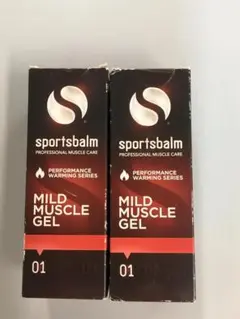 sportsbalm
PROFESSIONAL MUSCLE CARE
PERFORMANCE
WARMING SERIES
MILD
MUSCLE
GEL
01
sportsbalm
PROFESSIONAL MUSCLE CARE
PERFORMANCE
WARMING SERIES
MILD
MUSCLE
GEL
01